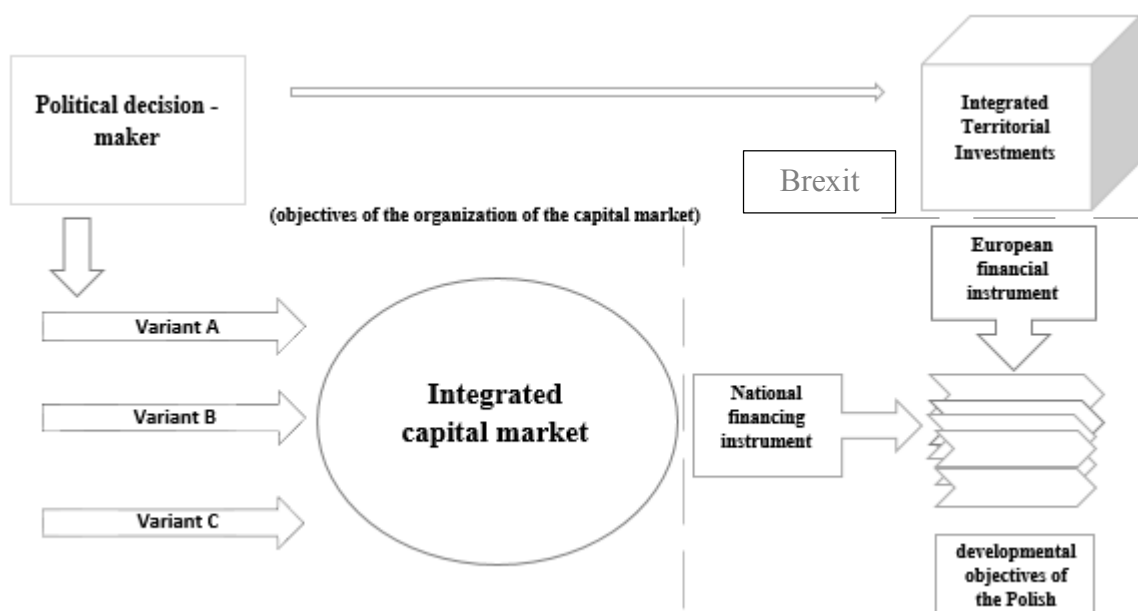 Political decision -
maker
Integrated
Territorial
Investments
Brexit
(objectives of the organization of the capital market)
European
financial
instrument
Variant A
Variant B
Variant C
Integrated
capital market
National
financing
instrument
developmental
objectives of
the Polish